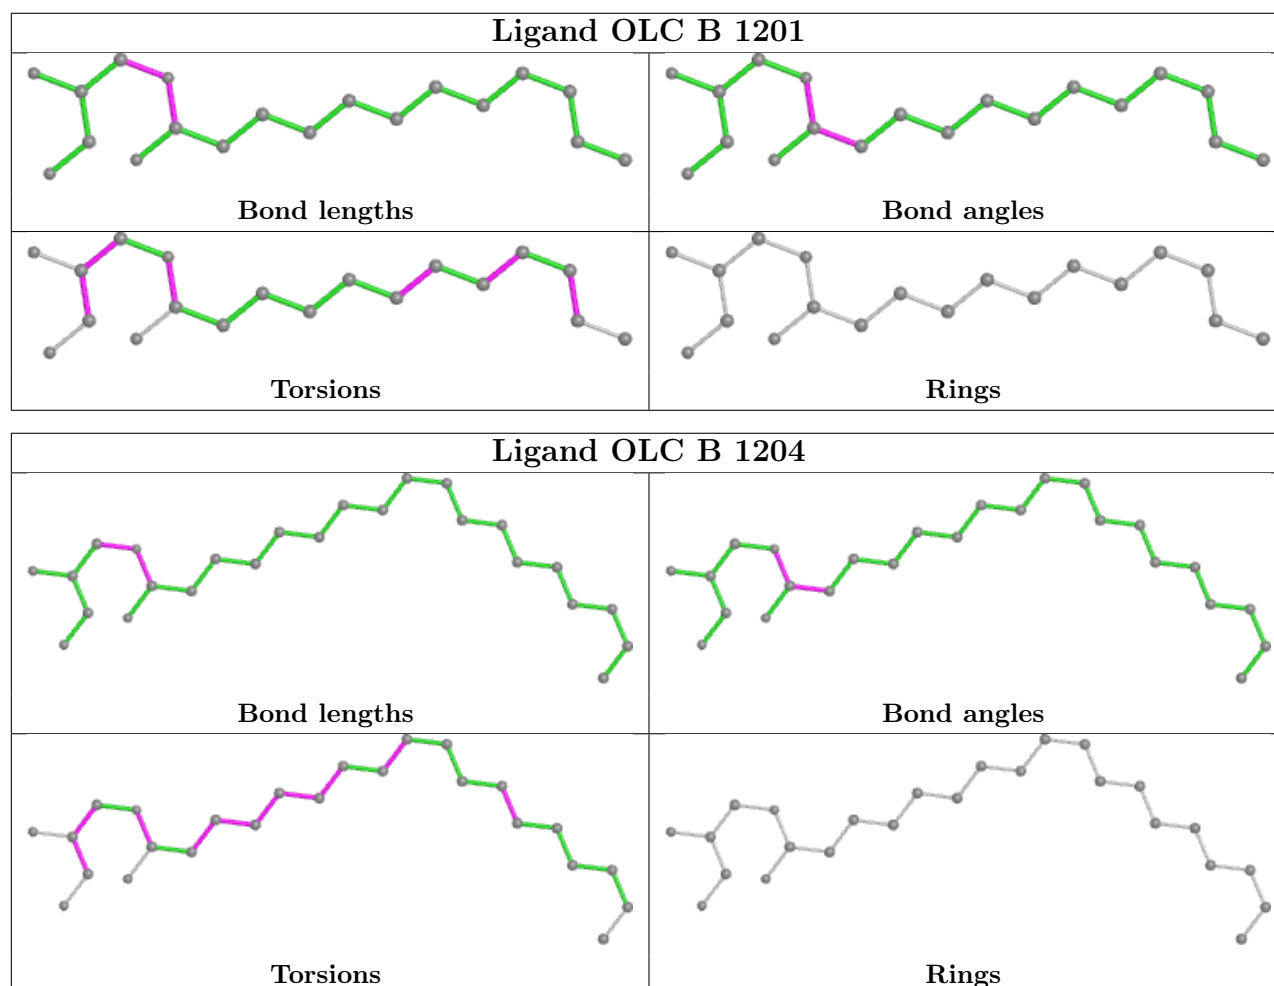 Ligand OLC B 1201
Bond lengths
Bond angles
Torsions
Rings
Ligand OLC B 1204
Bond lengths
Bond angles
Torsions
Rings